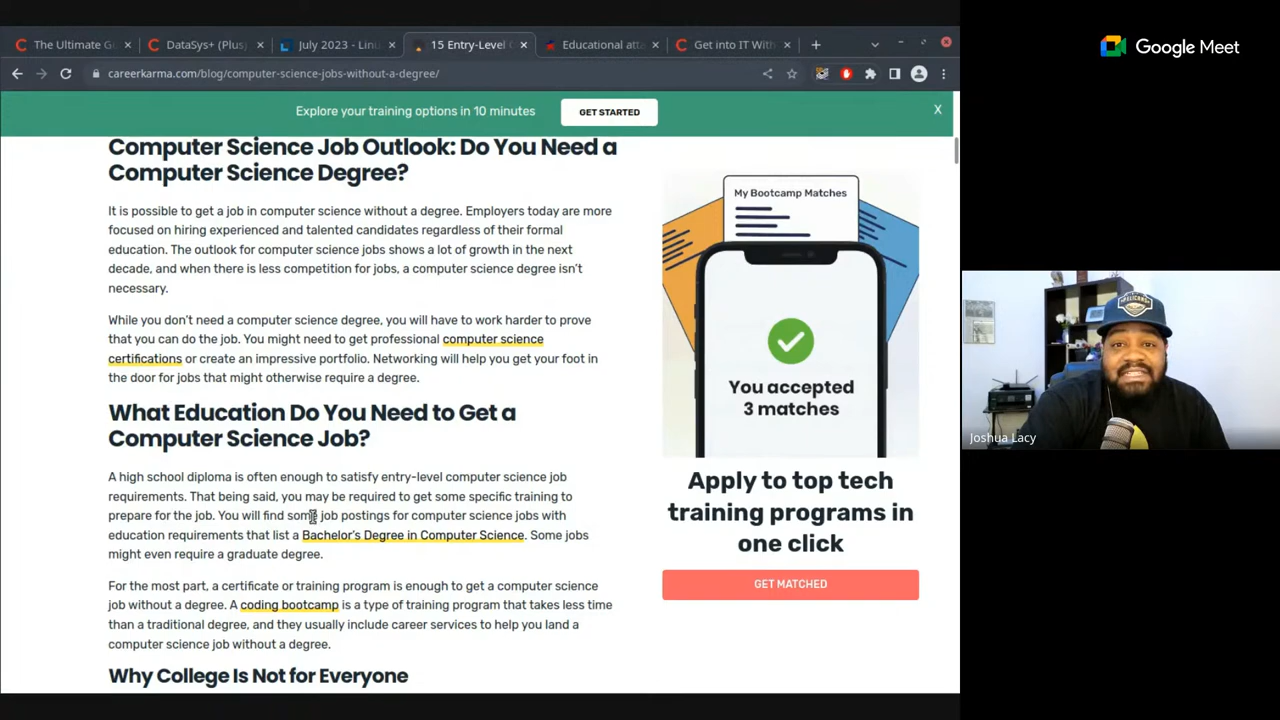 The Ultimate G
DataSys+ (Plus)
July 2023 - Linu
15 Entry-Level
Educational atta
Get into IT With
careerkarma.com/blog/computer-science-jobs-without-a-degree/
Google Meet
Explore your training options in 10 minutes
GET STARTED
X
Computer Science Job Outlook: Do You Need a
Computer Science Degree?
It is possible to get a job in computer science without a degree. Employers today are more
focused on hiring experienced and talented candidates regardless of their formal
education. The outlook for computer science jobs shows a lot of growth in the next
decade, and when there is less competition for jobs, a computer science degree isn't
necessary.
While you don't need a computer science degree, you will have to work harder to prove
that you can do the job. You might need to get professional computer science
certifications or create an impressive portfolio. Networking will help you get your foot in
the door for jobs that might otherwise require a degree.
What Education Do You Need to Get a
Computer Science Job?
A high school diploma is often enough to satisfy entry-level computer science job
requirements. That being said, you may be required to get some specific training to
prepare for the job. You will find some job postings for computer science jobs with
education requirements that list a Bachelor's Degree in Computer Science. Some jobs
might even require a graduate degree.
For the most part, a certificate or training program is enough to get a computer science
job without a degree. A coding bootcamp is a type of training program that takes less time
than a traditional degree, and they usually include career services to help you land a
computer science job without a degree.
Why College Is Not for Everyone
My Bootcamp Matches
You accepted
3 matches
Apply to top tech
training programs in
one click
GET MATCHED
Joshua Lacy